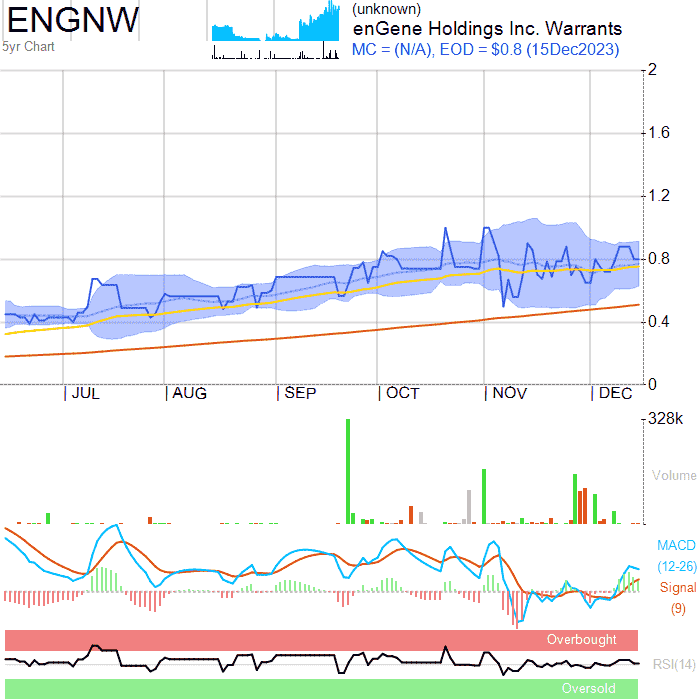 ENGNW
5yr Chart
(unknown)
enGene Holdings Inc. Warrants
MC = (N/A), EOD = $0.8 (15Dec2023)
2
1.6
1.2
0.8
0.4
0
JUL AUG SEP OCT NOV DEC
328k
Volume
MACD
(12-26)
Signal
(9)
Overbought
RSI(14)
Oversold